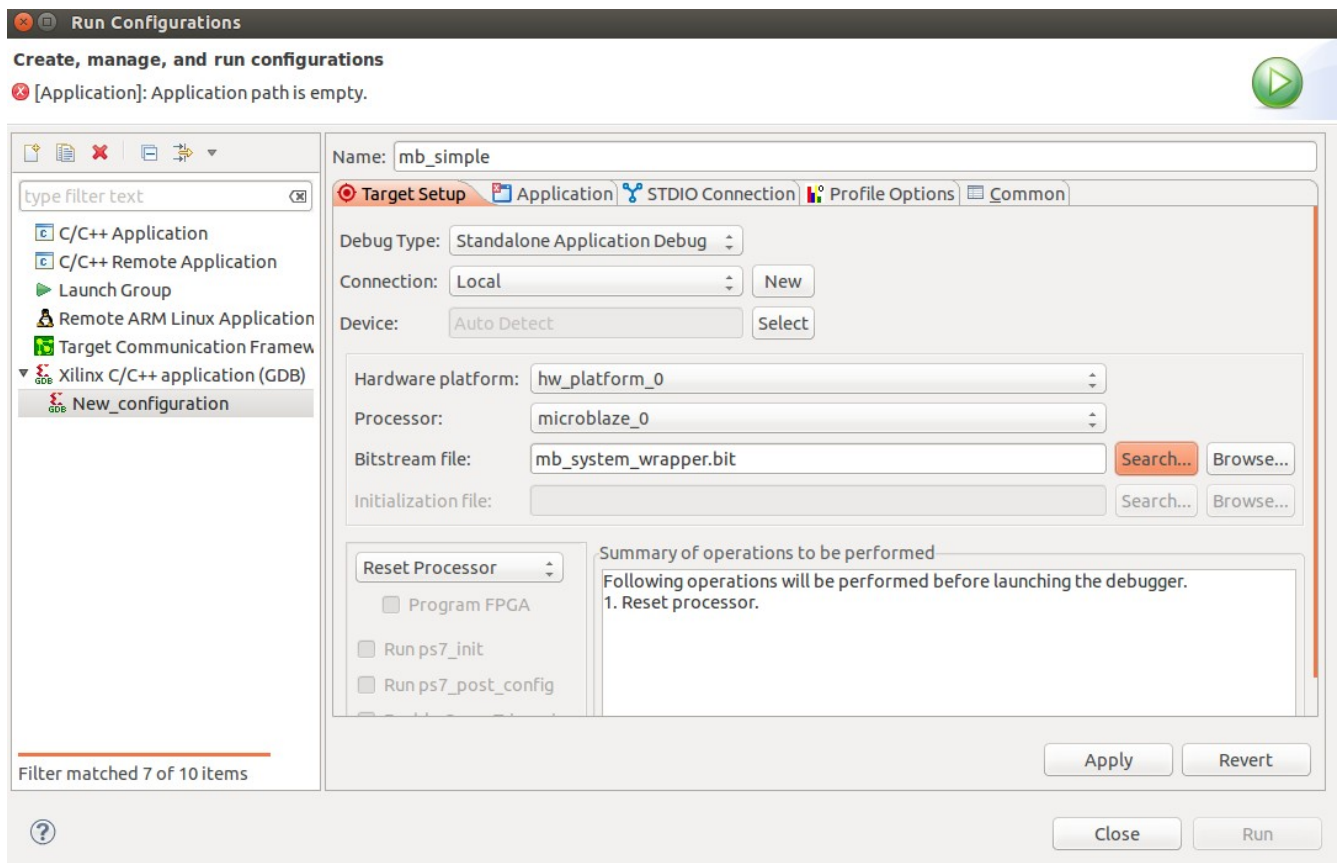 Run Configurations
Create, manage, and run configurations
[Application]: Application path is empty.
Name: mb_simple
type filter text
C/C++ Application
C/C++ Remote Application
Launch Group
Remote ARM Linux Application
Target Communication Framew
Xilinx C/C++ application (GDB)
New_configuration
Filter matched 7 of 10 items
Target Setup Application STDIO Connection Profile Options Common
Debug Type: Standalone Application Debug
Connection: Local New
Device: Auto Detect Select
Hardware platform: hw_platform_0
Processor: microblaze_0
Bitstream file: mb_system_wrapper.bit Search... Browse...
Initialization file: Search... Browse...
Reset Processor
Program FPGA
Run ps7_init
Run ps7_post_config
Summary of operations to be performed
Following operations will be performed before launching the debugger.
1. Reset processor.
Apply Revert
Close Run